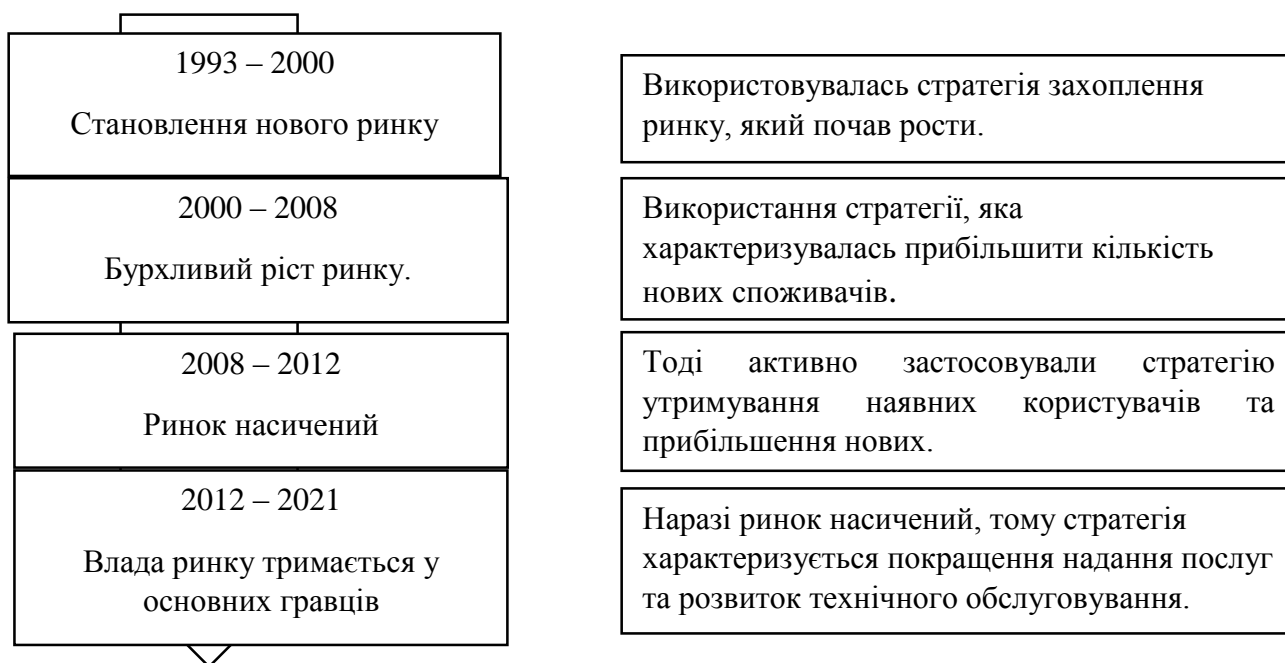 1993 – 2000
Становлення нового ринку
Використовувалась стратегія захоплення
ринку, який почав рости.
2000 – 2008
Бурхливий ріст ринку.
Використання стратегії, яка
характеризувалась прибільшити кількість
нових споживачів.
2008 – 2012
Ринок насичений
Тоді активно застосовували стратегію
утримування наявних користувачів та
прибільшення нових.
2012 – 2021
Влада ринку тримається у
основних гравців
Наразі ринок насичений, тому стратегія
характеризується покращення надання послуг
та розвиток технічного обслуговування.